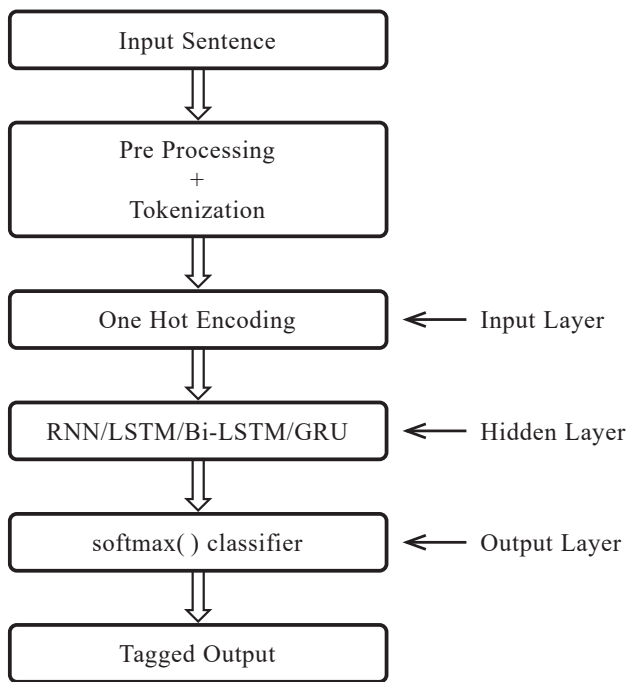 Input Sentence
Pre Processing
+
Tokenization
One Hot Encoding
Input Layer
RNN/LSTM/Bi-LSTM/GRU
Hidden Layer
softmax( ) classifier
Output Layer
Tagged Output